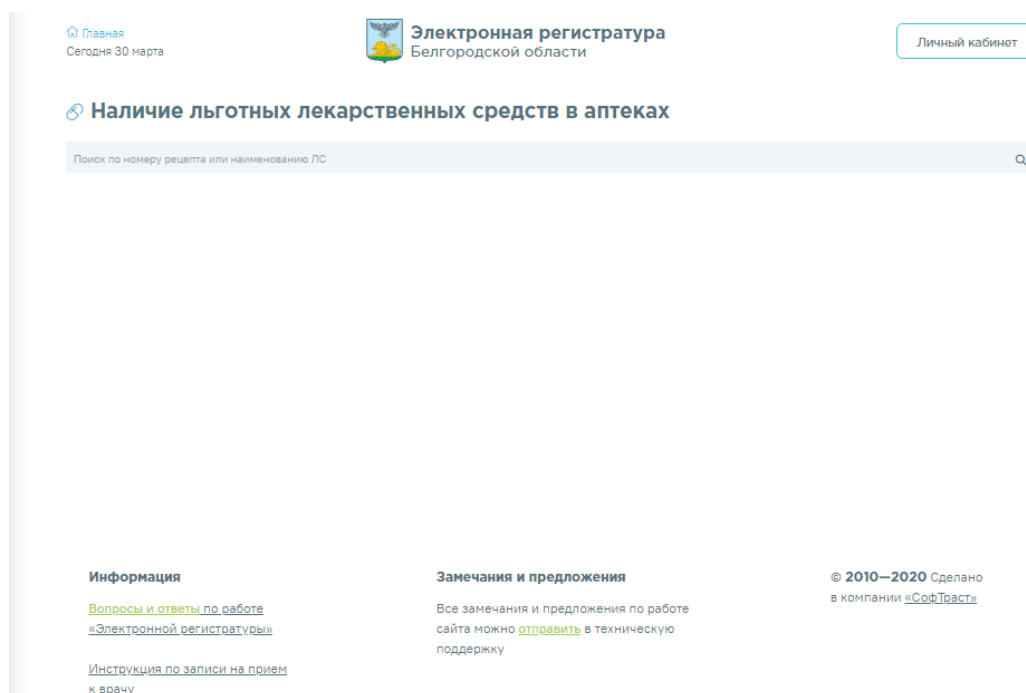 Главная
Сегодня 30 марта
Электронная регистратура
Белгородской области
Личный кабинет
Наличие льготных лекарственных средств в аптеках
Поиск по номеру рецепта или наименованию ЛС
Информация
Вопросы и ответы по работе
«Электронной регистратуры»
Инструкция по записи на прием
к врачу
Замечания и предложения
Все замечания и предложения по работе
сайта можно отправить в техническую
поддержку
© 2010—2020 Сделано
в компании «СофТраст»